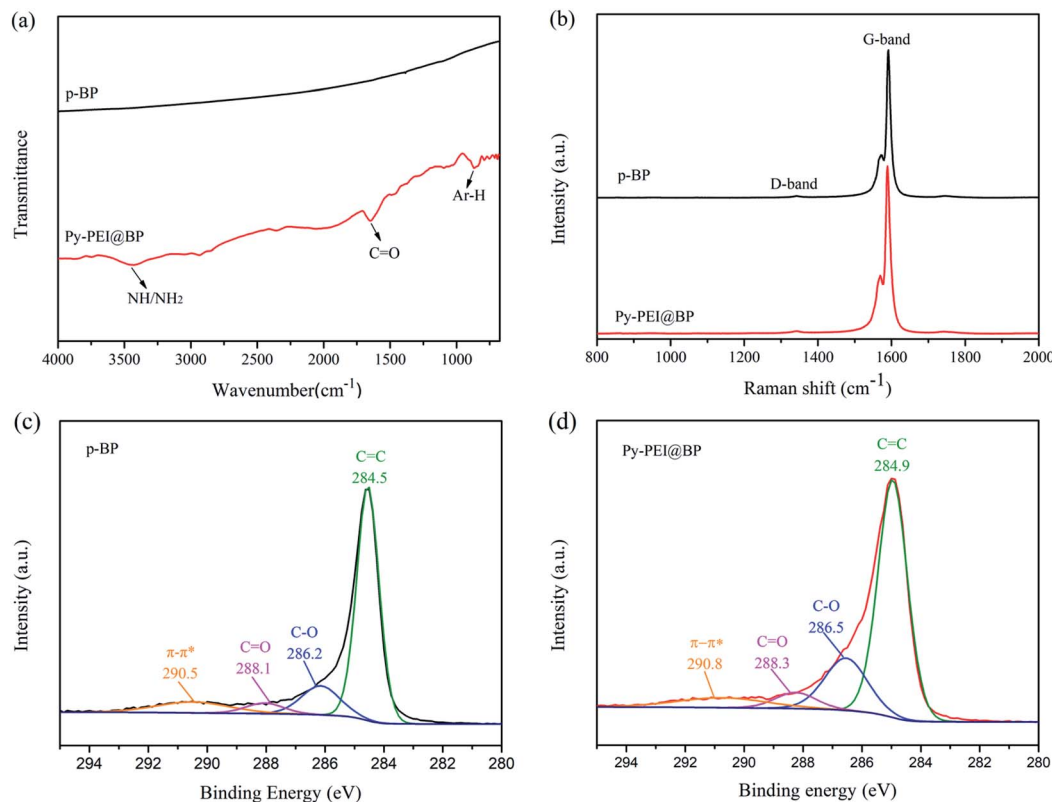 (a)
p-BP
Py-PEI@BP
NH/NH₂
C=O
Ar-H
Transmittance
4000 3500 3000 2500 2000 1500 1000
Wavenumber(cm⁻¹)
(b)
G-band
p-BP
D-band
Py-PEI@BP
Intensity (a.u.)
800 1000 1200 1400 1600 1800 2000
Raman shift (cm⁻¹)
(c)
p-BP
C=C
284.5
C-O
286.2
C=O
288.1
π-π*
290.5
Intensity (a.u.)
294 292 290 288 286 284 282 280
Binding Energy (eV)
(d)
Py-PEI@BP
C=C
284.9
C-O
286.5
C=O
288.3
π−π*
290.8
Intensity (a.u.)
294 292 290 288 286 284 282 280
Binding energy (eV)